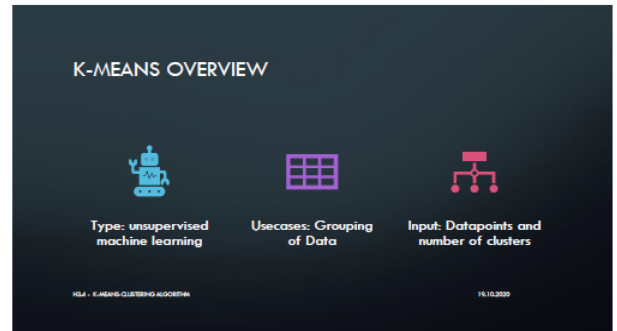 K-MEANS OVERVIEW
Type: unsupervised
machine learning
Usecases: Grouping
of Data
Input: Datapoints and
number of clusters
K-MEANS-CLUSTERING ALGORITHM
19.10.2020